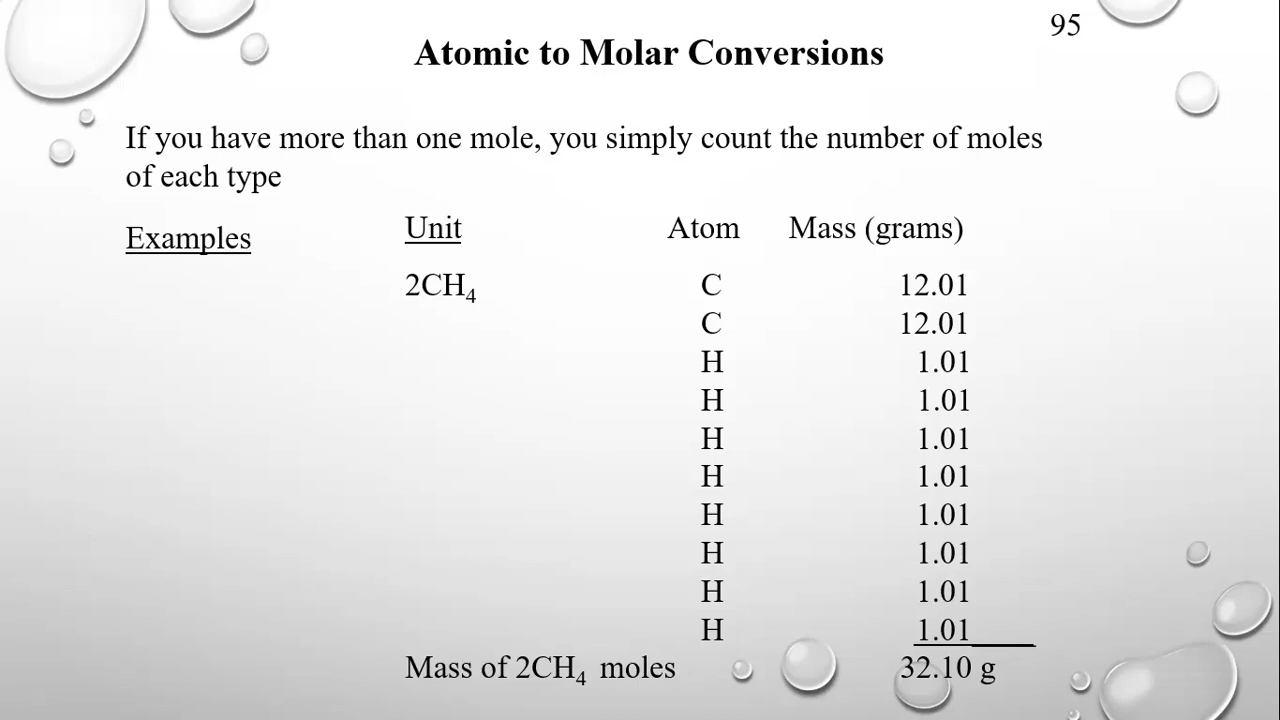 95
Atomic to Molar Conversions
If you have more than one mole, you simply count the number of moles
of each type
Examples Unit Atom Mass (grams)
2CH₄ C 12.01
C 12.01
H 1.01
H 1.01
H 1.01
H 1.01
H 1.01
H 1.01
H 1.01
H 1.01
Mass of 2CH₄ moles 32.10 g